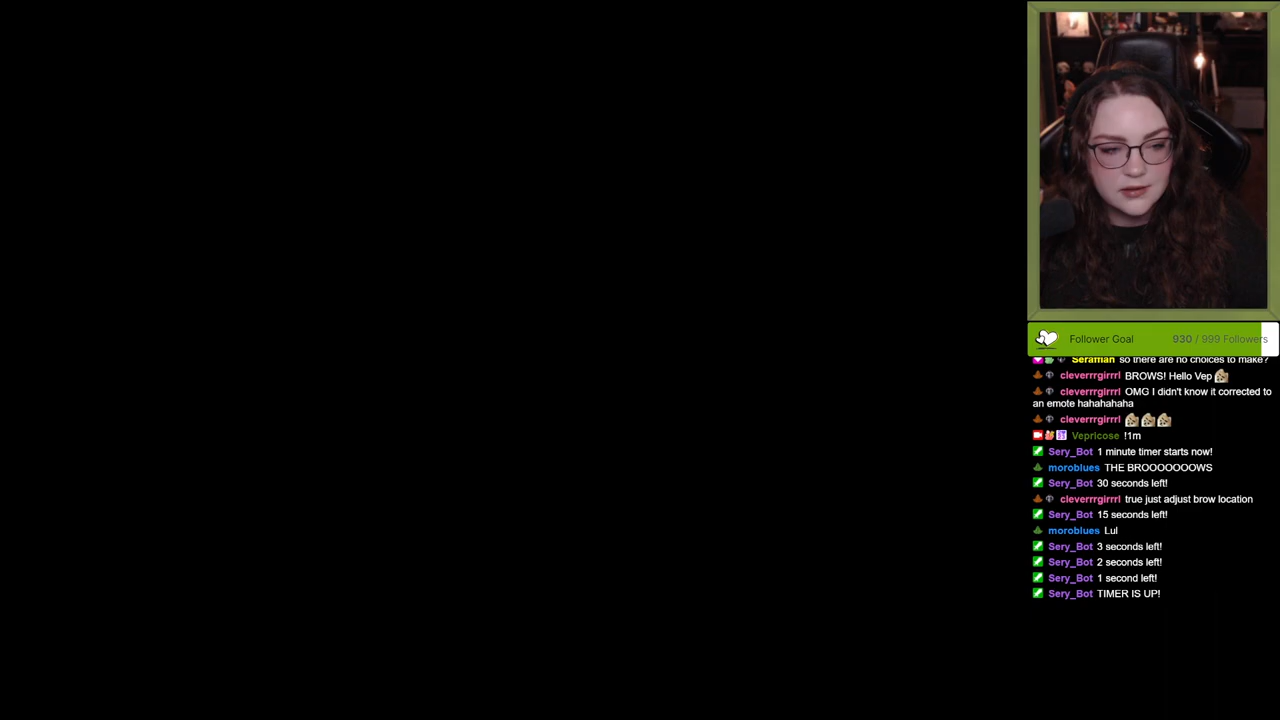 Follower Goal 930 / 999 Followers
Seraffian so there are no choices to make?
cleverrrgirrrl BROWS! Hello Vep
cleverrrgirrrl OMG I didn't know it corrected to
an emote hahahahaha
cleverrrgirrrl
Vepricose !1m
Sery_Bot 1 minute timer starts now!
moroblues THE BROOOOOOOWS
Sery_Bot 30 seconds left!
cleverrrgirrrl true just adjust brow location
Sery_Bot 15 seconds left!
moroblues Lul
Sery_Bot 3 seconds left!
Sery_Bot 2 seconds left!
Sery_Bot 1 second left!
Sery_Bot TIMER IS UP!